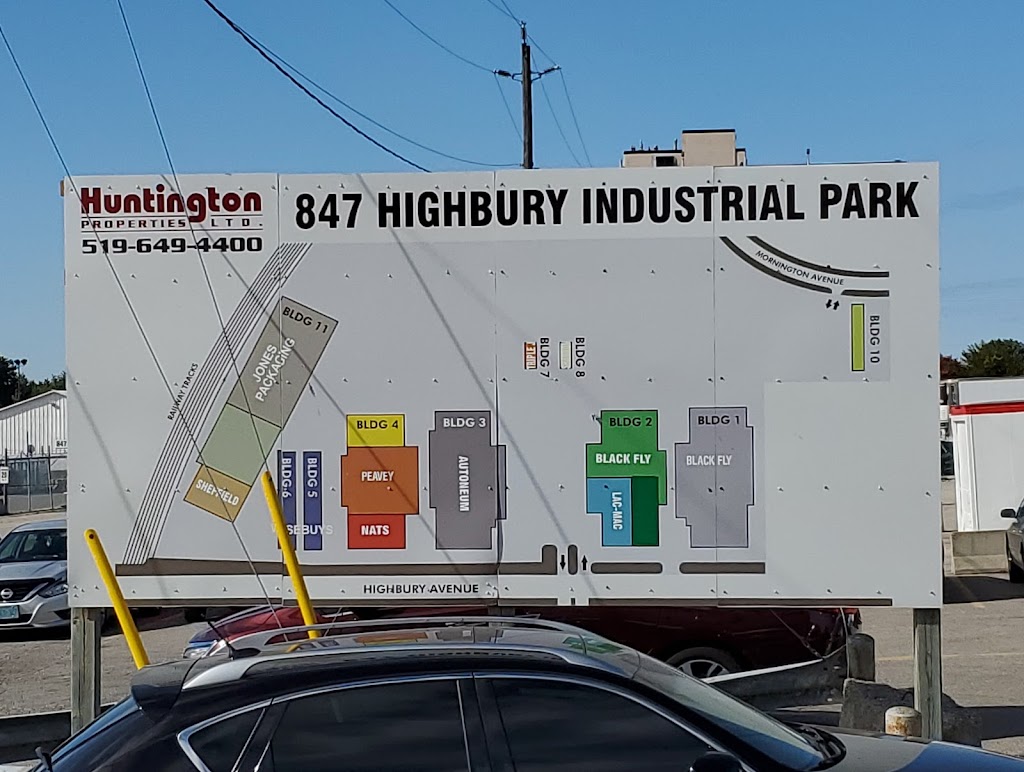 Huntington
PROPERTIES LTD.
519-649-4400
847 HIGHBURY INDUSTRIAL PARK
MORNINGTON AVENUE
RAILWAY TRACKS
BLDG 11
JONES
PACKAGING
SHEFFIELD
BLDG 6
BLDG 5
BLDG 4
PEAVEY
NATS
BLDG 3
AUTONEUM
BLDG 7
BLDG 8
BLDG 2
BLACK FLY
LAC-MAC
BLDG 1
BLACK FLY
BLDG 10
HIGHBURY AVENUE
847